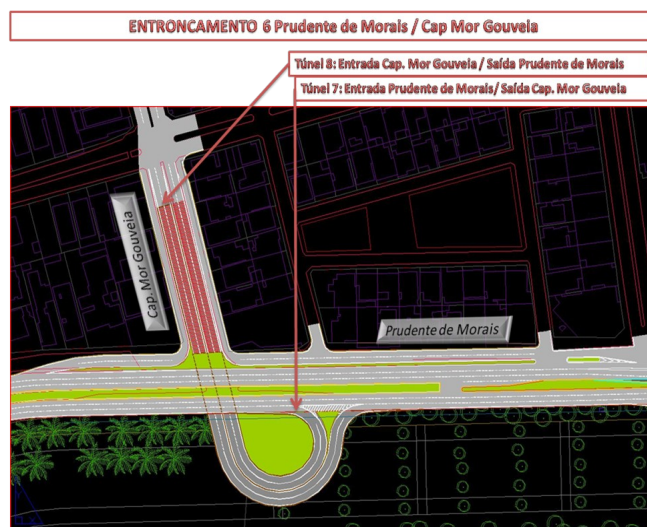 ENTRONCAMENTO 6 Prudente de Morais / Cap Mor Gouveia
Túnel 8: Entrada Cap. Mor Gouveia / Saída Prudente de Morais
Túnel 7: Entrada Prudente de Morais/ Saída Cap. Mor Gouveia
Cap. Mor Gouveia
Prudente de Morais